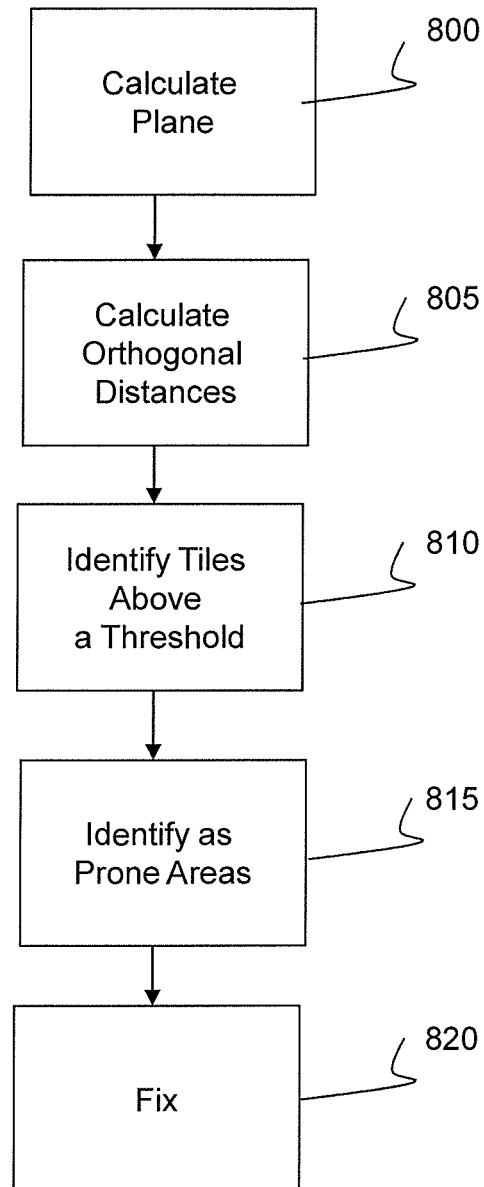 800
Calculate
Plane
805
Calculate
Orthogonal
Distances
810
Identify Tiles
Above
a Threshold
815
Identify as
Prone Areas
820
Fix